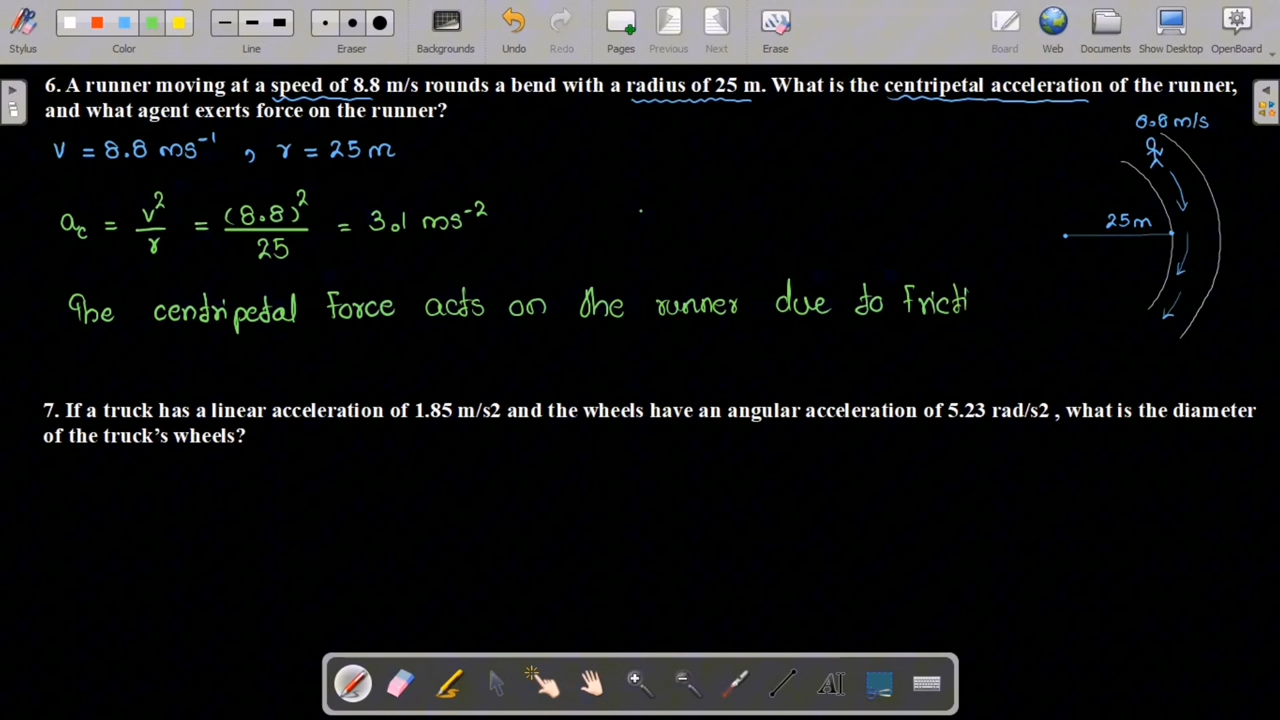 Stylus Color Line Eraser Backgrounds Undo Redo Pages Previous Next Erase Board Web Documents Show Desktop OpenBoard
6. A runner moving at a speed of 8.8 m/s rounds a bend with a radius of 25 m. What is the centripetal acceleration of the runner,
and what agent exerts force on the runner?
8.8 m/s
v = 8.8 ms⁻¹ , r = 25 m
a_c = v²/r = (8.8)²/25 = 3.1 ms⁻²
25 m
The centripetal force acts on the runner due to fricti
7. If a truck has a linear acceleration of 1.85 m/s2 and the wheels have an angular acceleration of 5.23 rad/s2 , what is the diameter
of the truck’s wheels?
AI